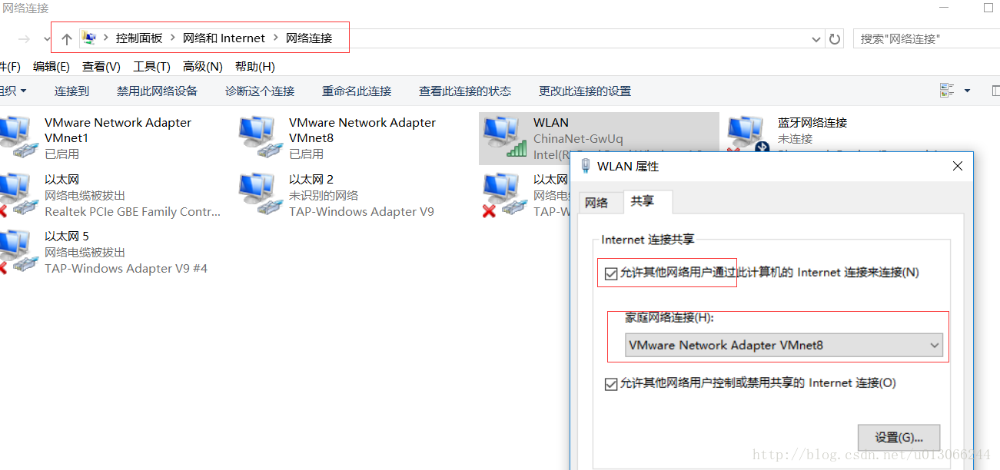 网络连接
控制面板 > 网络和 Internet > 网络连接
搜索"网络连接"
件(F) 编辑(E) 查看(V) 工具(T) 高级(N) 帮助(H)
组织 连接到 禁用此网络设备 诊断这个连接 重命名此连接 查看此连接的状态 更改此连接的设置
VMware Network Adapter
VMnet1
已启用
VMware Network Adapter
VMnet8
已启用
WLAN
ChinaNet-GwUq
蓝牙网络连接
未连接
以太网
网络电缆被拔出
Realtek PCIe GBE Family Contr...
以太网 2
未识别的网络
TAP-Windows Adapter V9
以太网
网络电
TAP-W
以太网 5
网络电缆被拔出
TAP-Windows Adapter V9 #4
WLAN 属性
网络 共享
Internet 连接共享
允许其他网络用户通过此计算机的 Internet 连接来连接(N)
家庭网络连接(H):
VMware Network Adapter VMnet8
允许其他网络用户控制或禁用共享的 Internet 连接(O)
设置(G)...
http://blog.csdn.net/u013066244